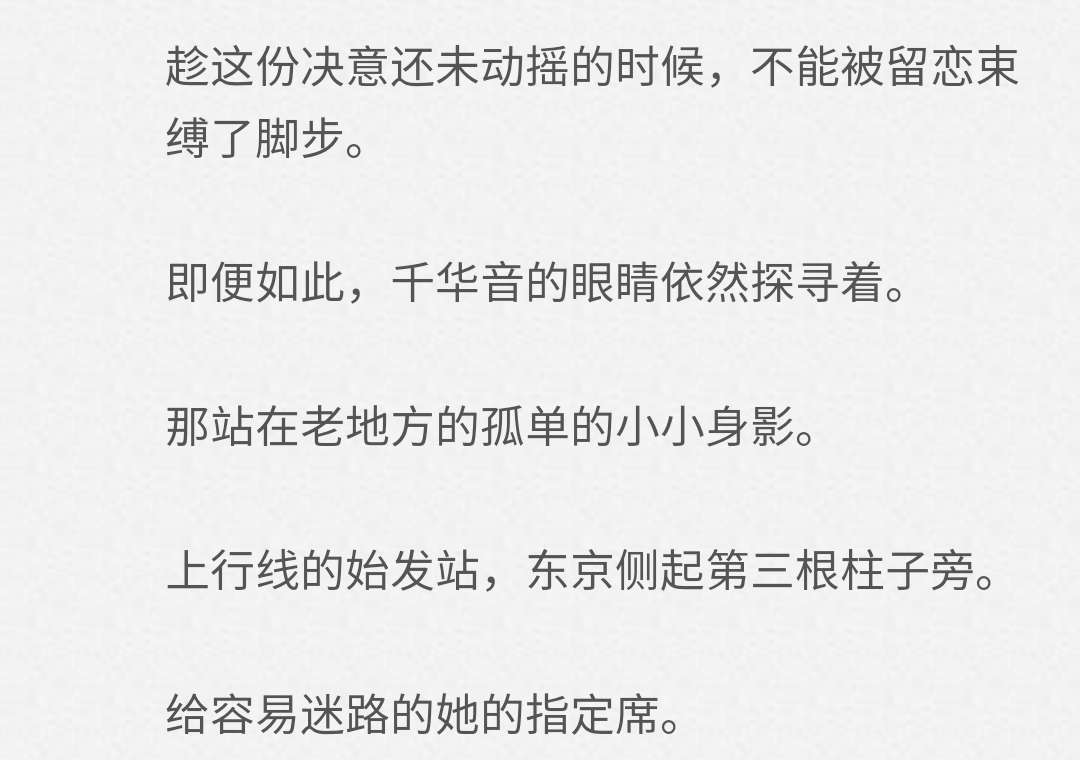 趁这份决意还未动摇的时候，不能被留恋束
缚了脚步。
即便如此，千华音的眼睛依然探寻着。
那站在老地方的孤单的小小身影。
上行线的始发站，东京侧起第三根柱子旁。
给容易迷路的她的指定席。